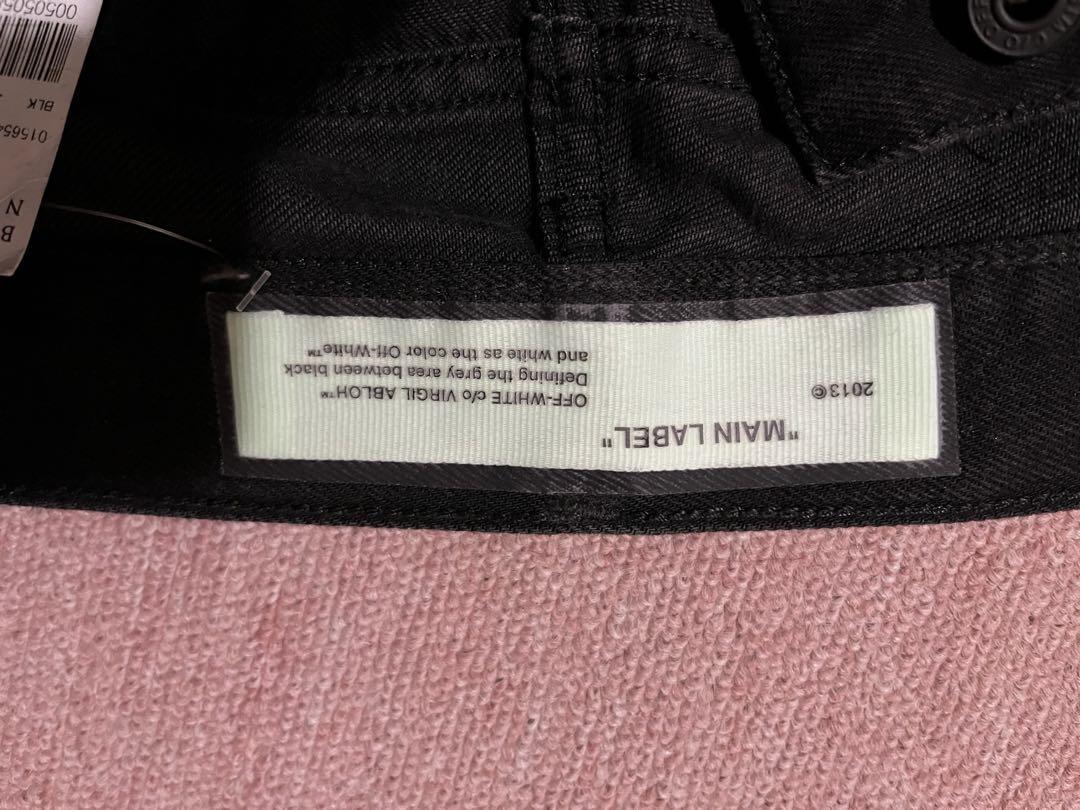 "MAIN LABEL"
2013©
OFF-WHITE c/o VIRGIL ABLOH™
Defining the grey area between black
and white as the color Off-White™
BLK
N
B